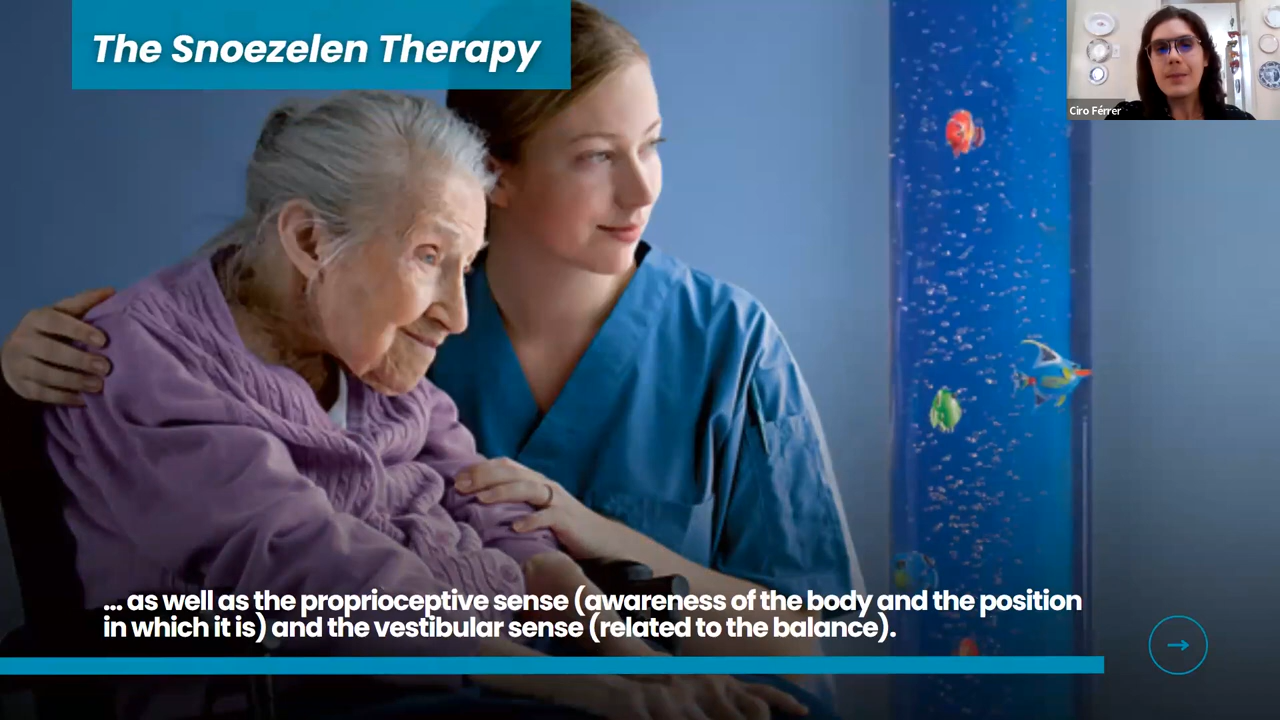 The Snoezelen Therapy
Ciro Férrer
... as well as the proprioceptive sense (awareness of the body and the position
in which it is) and the vestibular sense (related to the balance).